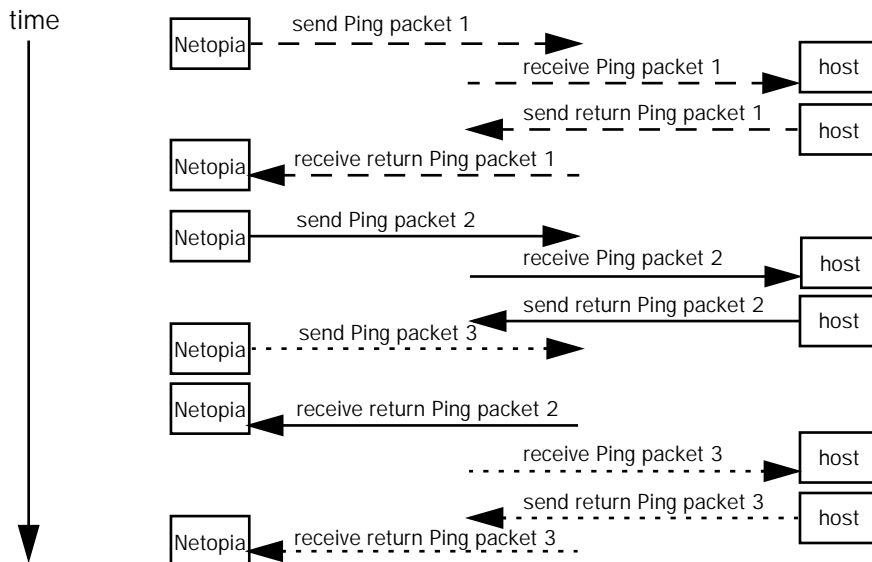 time
Netopia
send Ping packet 1
receive Ping packet 1
host
send return Ping packet 1
host
Netopia
receive return Ping packet 1
Netopia
send Ping packet 2
receive Ping packet 2
host
send return Ping packet 2
host
Netopia
send Ping packet 3
Netopia
receive return Ping packet 2
receive Ping packet 3
host
send return Ping packet 3
host
Netopia
receive return Ping packet 3